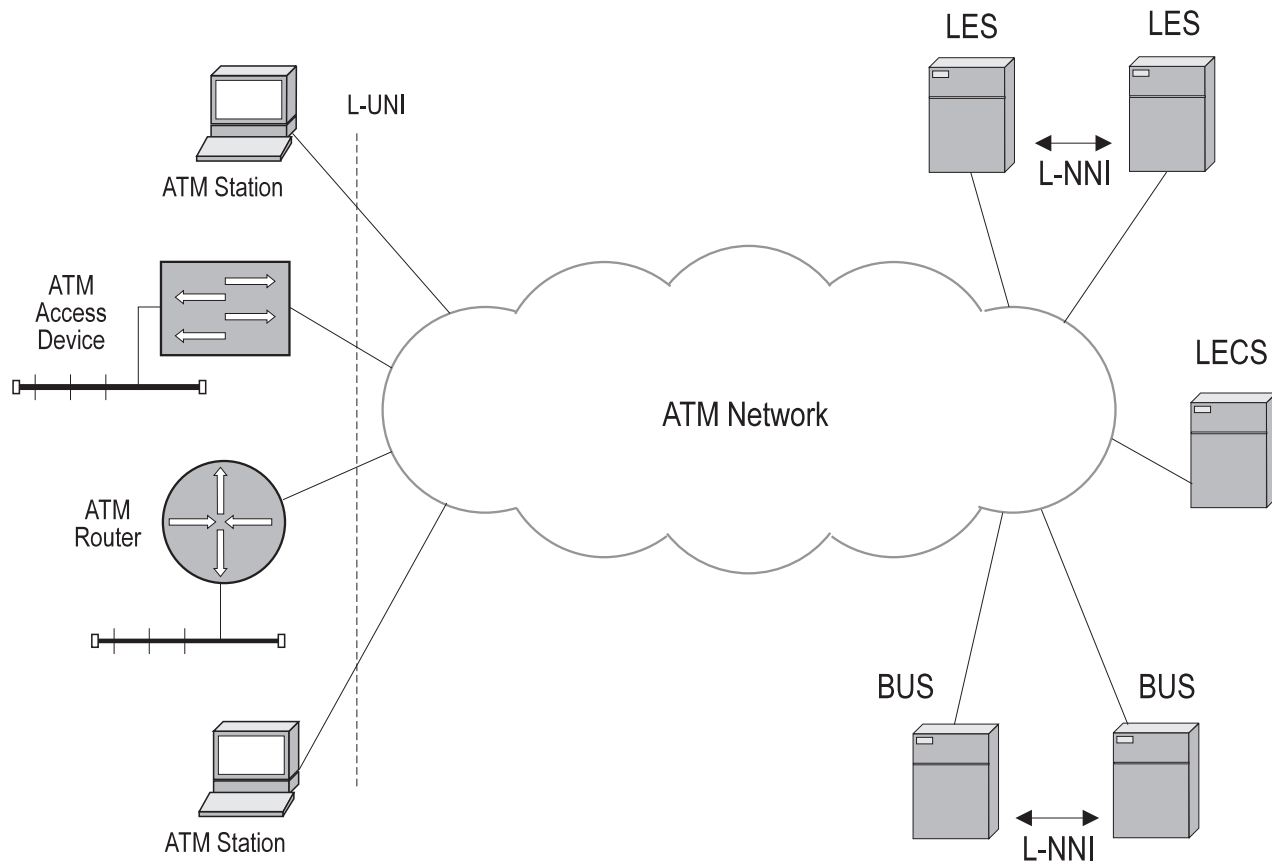 LES
LES
L-UNI
L-NNI
ATM Station
ATM
Access
Device
LECS
ATM Network
ATM
Router
BUS
BUS
ATM Station
L-NNI